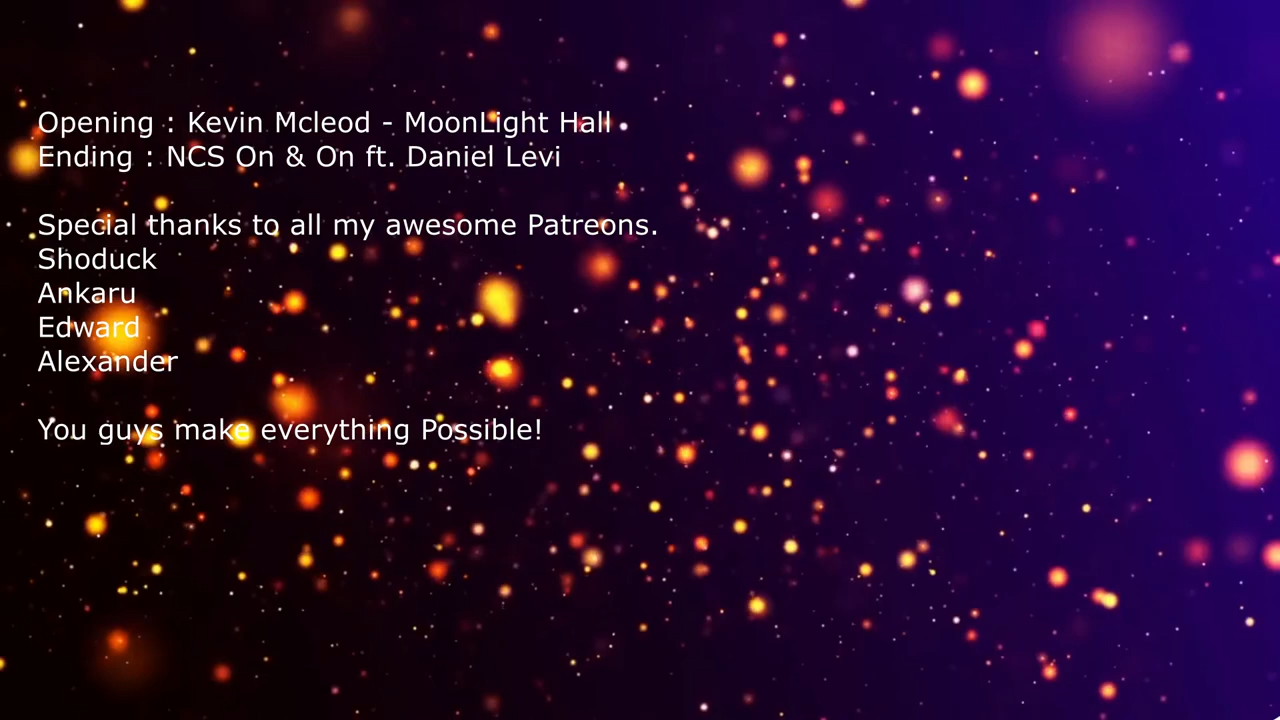 Opening : Kevin Mcleod - MoonLight Hall
Ending : NCS On & On ft. Daniel Levi
Special thanks to all my awesome Patreons.
Shoduck
Ankaru
Edward
Alexander
You guys make everything Possible!